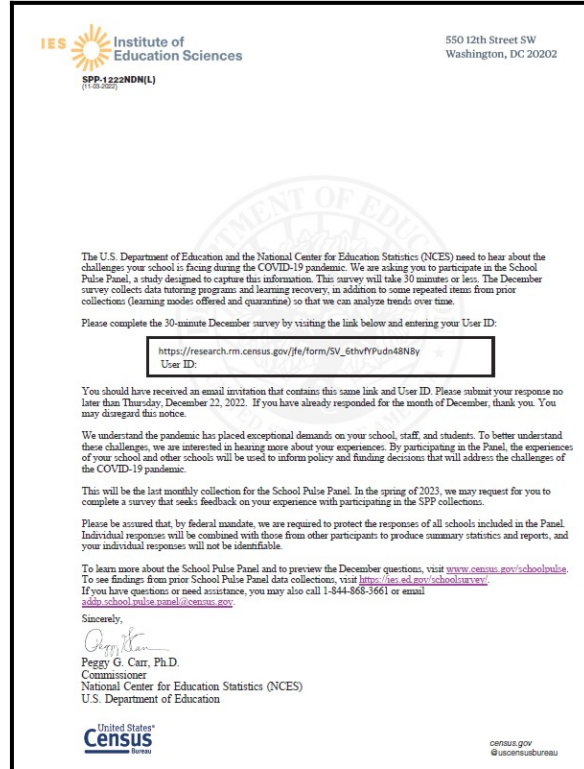 IES Institute of
Education Sciences
550 12th Street SW
Washington, DC 20202
SPP-1222NDN(L)
(11-03-2022)
The U.S. Department of Education and the National Center for Education Statistics (NCES) need to hear about the
challenges your school is facing during the COVID-19 pandemic. We are asking you to participate in the School
Pulse Panel, a study designed to capture this information. This survey will take 30 minutes or less. The December
survey collects data tutoring programs and learning recovery, in addition to some repeated items from prior
collections (learning modes offered and quarantine) so that we can analyze trends over time.
Please complete the 30-minute December survey by visiting the link below and entering your User ID:
https://research.rm.census.gov/jfe/form/SV_6thvfYPudn48N8y
User ID:
You should have received an email invitation that contains this same link and User ID. Please submit your response no
later than Thursday, December 22, 2022. If you have already responded for the month of December, thank you. You
may disregard this notice.
We understand the pandemic has placed exceptional demands on your school, staff, and students. To better understand
these challenges, we are interested in hearing more about your experiences. By participating in the Panel, the experiences
of your school and other schools will be used to inform policy and funding decisions that will address the challenges of
the COVID-19 pandemic.
This will be the last monthly collection for the School Pulse Panel. In the spring of 2023, we may request for you to
complete a survey that seeks feedback on your experience with participating in the SPP collections.
Please be assured that, by federal mandate, we are required to protect the responses of all schools included in the Panel.
Individual responses will be combined with those from other participants to produce summary statistics and reports, and
your individual responses will not be identifiable.
To learn more about the School Pulse Panel and to preview the December questions, visit www.census.gov/schoolpulse.
To see findings from prior School Pulse Panel data collections, visit https://ies.ed.gov/schoolsurvey/.
If you have questions or need assistance, you may also call 1-844-868-3661 or email
addp.school.pulse.panel@census.gov.
Sincerely,
Peggy G. Carr, Ph.D.
Commissioner
National Center for Education Statistics (NCES)
U.S. Department of Education
United States®
Census
Bureau
census.gov
@uscensusbureau